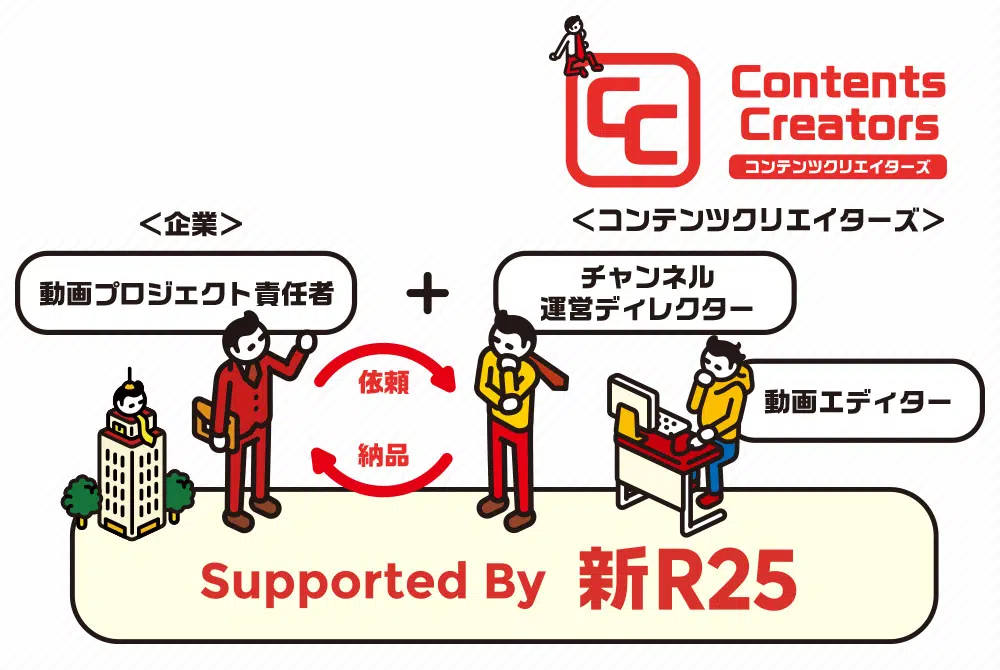 CC
Contents
Creators
コンテンツクリエイターズ
＜企業＞
＜コンテンツクリエイターズ＞
動画プロジェクト責任者
+
チャンネル
運営ディレクター
依頼
動画エディター
納品
Supported By 新R25